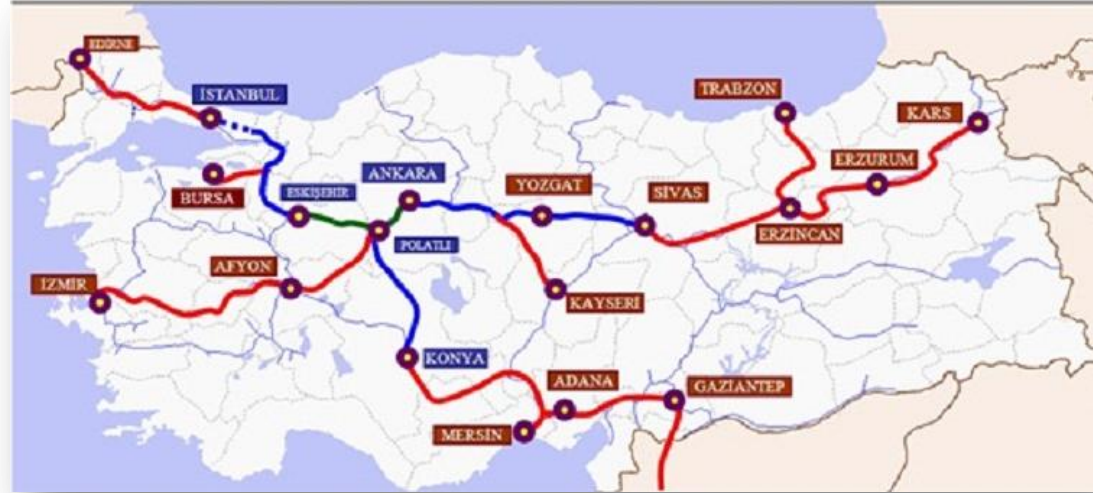 EDİRNE
İSTANBUL
TRABZON
KARS
BURSA
ESKİŞEHİR
ANKARA
YOZGAT
SİVAS
ERZURUM
POLATLI
ERZİNCAN
İZMİR
AFYON
KAYSERİ
KONYA
ADANA
GAZİANTEP
MERSİN